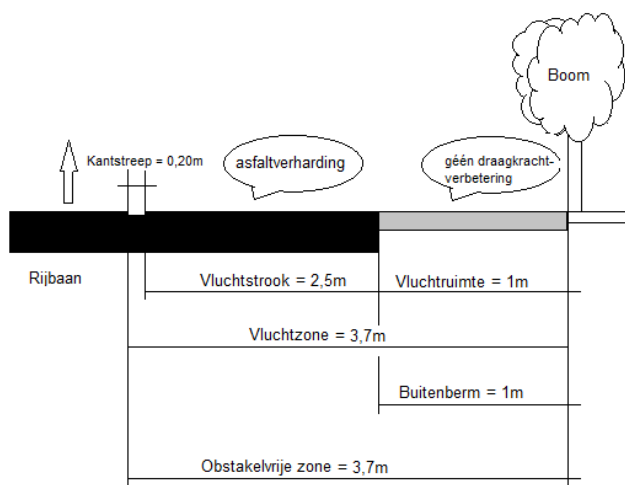 Boom
Kantstreep = 0,20m
asfaltverharding
géén draagkracht-
verbetering
Rijbaan
Vluchtstrook = 2,5m
Vluchtruimte = 1m
Vluchtzone = 3,7m
Buitenberm = 1m
Obstakelvrije zone = 3,7m